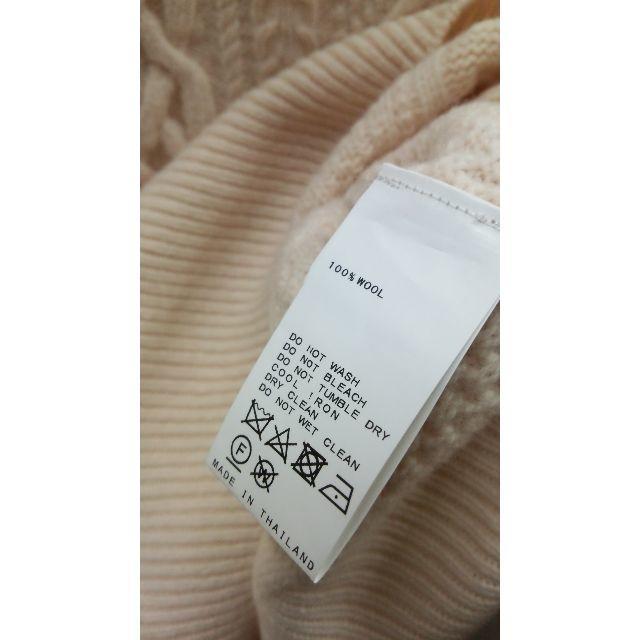 100% WOOL
DO NOT WASH
DO NOT BLEACH
DO NOT TUMBLE DRY
COOL IRON
DRY CLEAN
DO NOT WET CLEAN
F W
MADE IN THAILAND